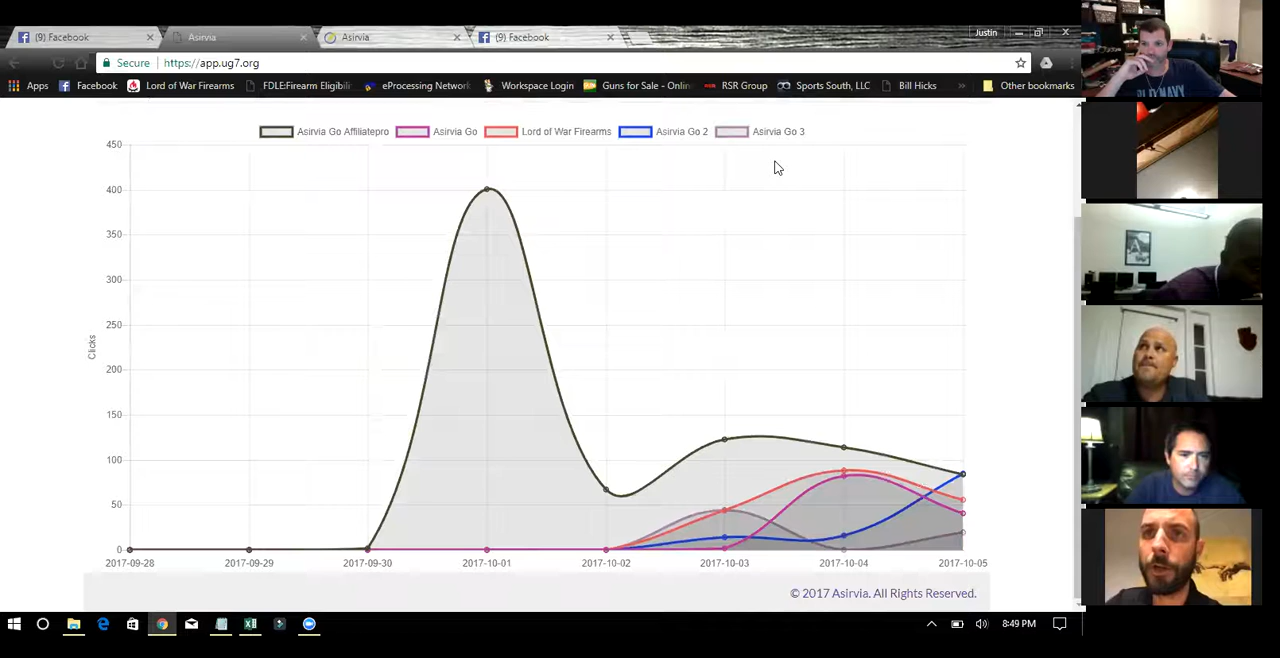 (9) Facebook
Asirvia
Asirvia
(9) Facebook
Justin
Secure
https://app.ug7.org
Apps
Facebook
Lord of War Firearms
FDLE:Firearm Eligibili
eProcessing Network
Workspace Login
Guns for Sale - Onlin
RSR Group
Sports South, LLC
Bill Hicks
»
Other bookmarks
Asirvia Go Affiliatepro
Asirvia Go
Lord of War Firearms
Asirvia Go 2
Asirvia Go 3
450
400
350
300
250
200
150
100
50
0
Clicks
2017-09-28
2017-09-29
2017-09-30
2017-10-01
2017-10-02
2017-10-03
2017-10-04
2017-10-05
© 2017 Asirvia. All Rights Reserved.
8:49 PM